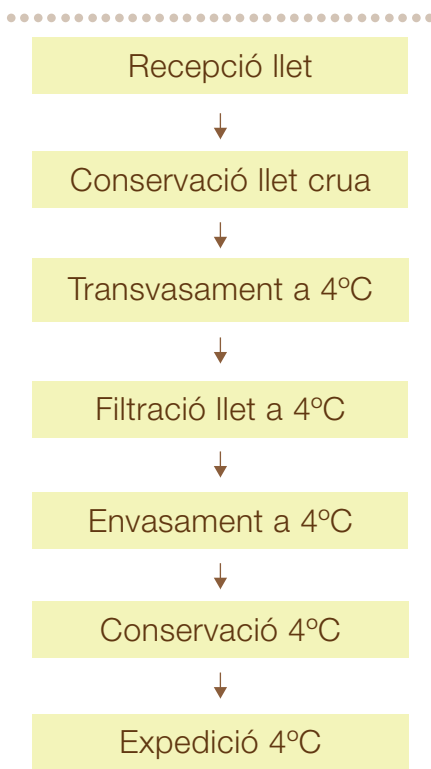 Recepció llet
Conservació llet crua
Transvasament a 4ºC
Filtració llet a 4ºC
Envasament a 4ºC
Conservació 4ºC
Expedició 4ºC